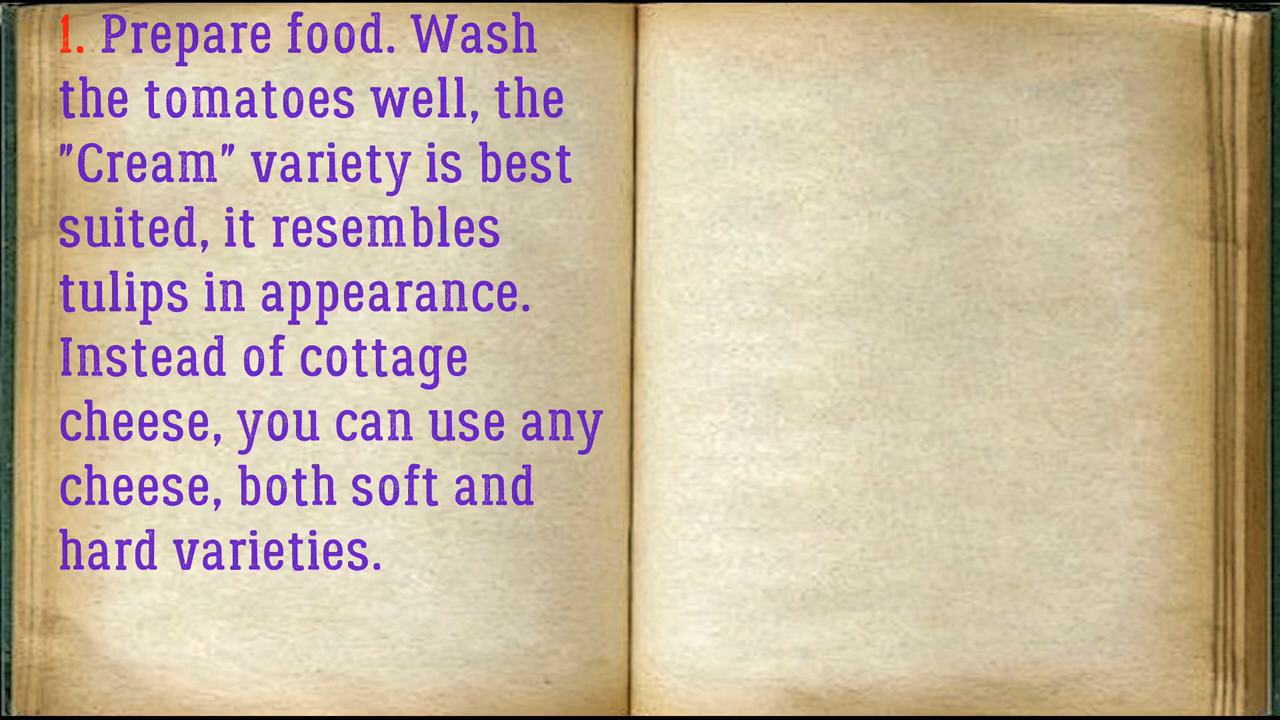 1. Prepare food. Wash
the tomatoes well, the
"Cream" variety is best
suited, it resembles
tulips in appearance.
Instead of cottage
cheese, you can use any
cheese, both soft and
hard varieties.